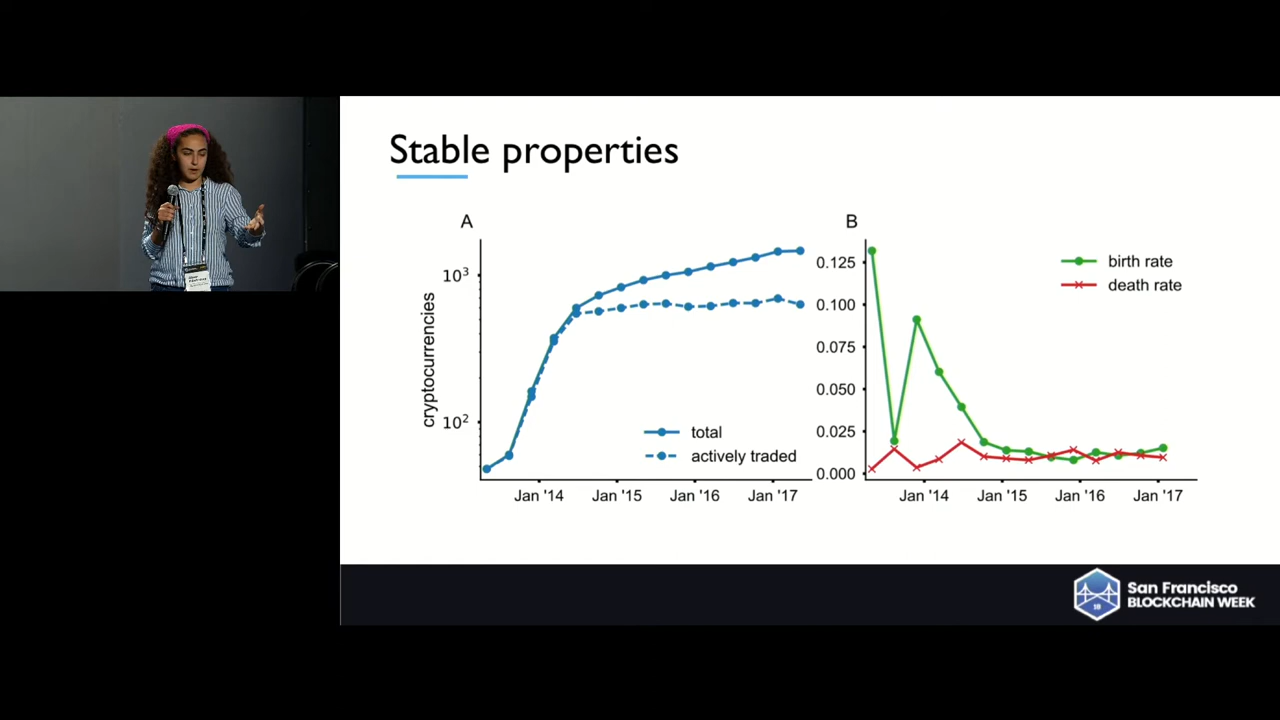 Stable properties
A
10³
10²
cryptocurrencies
total
actively traded
Jan '14
Jan '15
Jan '16
Jan '17
B
0.125
0.100
0.075
0.050
0.025
0.000
birth rate
death rate
Jan '14
Jan '15
Jan '16
Jan '17
18
San Francisco
BLOCKCHAIN WEEK